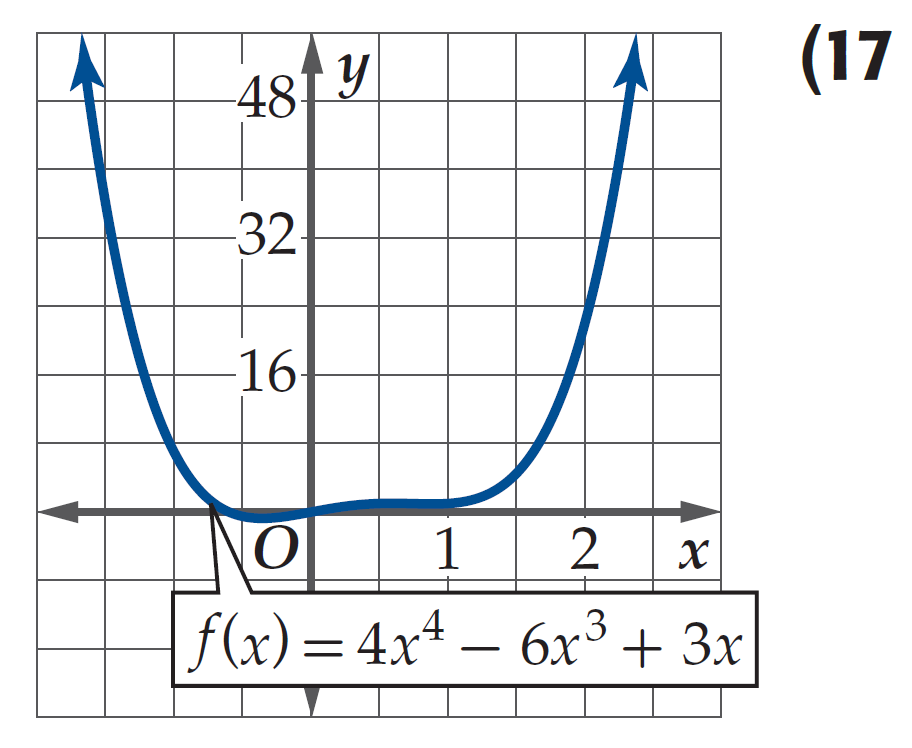 (17
y
48
32
16
O
1
2
x
f(x) = 4x⁴ − 6x³ + 3x